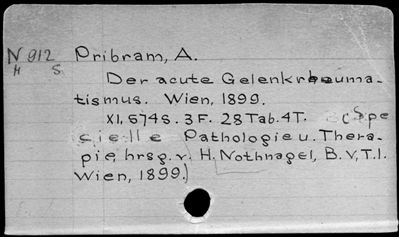 N 912 Pribram, A.
H S.
Der acute Gelenkrheuma-
tismus. Wien, 1899.
XI, 574 S. 3 F. 28 Tab. 4 T. (Spe
cielle Pathologie u. Thera-
pie, hrsg. v. H. Nothnagel, B. V, T. I.
Wien, 1899.)